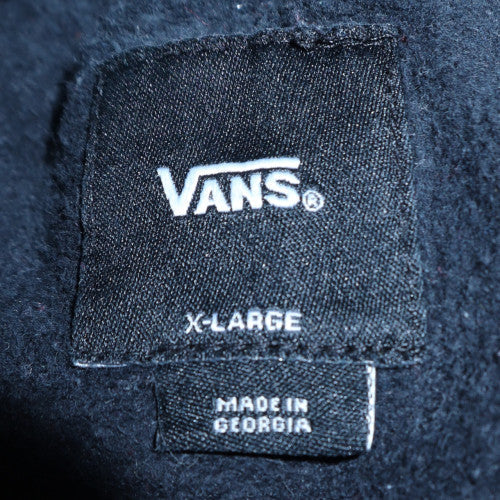 VANS®
X-LARGE
MADE IN
GEORGIA